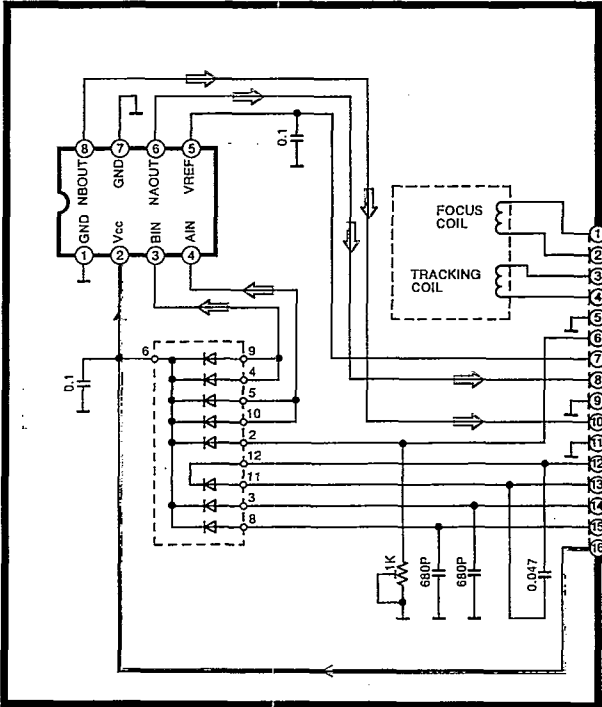 8 7 6 5
NBOUT GND NAOUT VREF
GND Vcc BIN AIN
1 2 3 4
0.1
FOCUS
COIL
TRACKING
COIL
1
2
3
4
5
6
7
8
9
10
11
12
13
14
15
16
0.1
6
9
4
5
10
2
12
11
3
8
1K
680P
680P
0.047